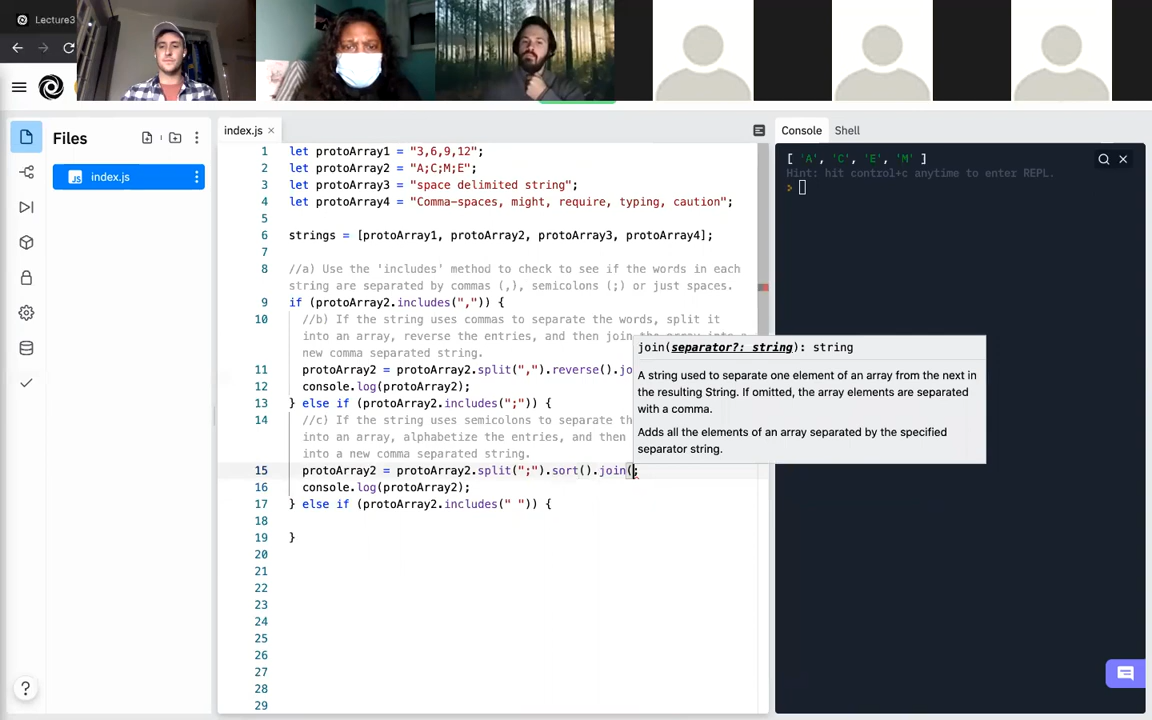 Lecture3
Files
index.js
index.js ×
Console
Shell
1 let protoArray1 = "3,6,9,12";
2 let protoArray2 = "A;C;M;E";
3 let protoArray3 = "space delimited string";
4 let protoArray4 = "Comma-spaces, might, require, typing, caution";
5
6 strings = [protoArray1, protoArray2, protoArray3, protoArray4];
7
8 //a) Use the 'includes' method to check to see if the words in each
string are separated by commas (,), semicolons (;) or just spaces.
9 if (protoArray2.includes(",")) {
10 //b) If the string uses commas to separate the words, split it
into an array, reverse the entries, and then join the array into a
new comma separated string.
11 protoArray2 = protoArray2.split(",").reverse().jo
12 console.log(protoArray2);
13 } else if (protoArray2.includes(";")) {
14 //c) If the string uses semicolons to separate th
into an array, alphabetize the entries, and then
into a new comma separated string.
15 protoArray2 = protoArray2.split(";").sort().join(;
16 console.log(protoArray2);
17 } else if (protoArray2.includes(" ")) {
18
19 }
20
21
22
23
24
25
26
27
28
29
join(separator?: string): string
A string used to separate one element of an array from the next in
the resulting String. If omitted, the array elements are separated
with a comma.
Adds all the elements of an array separated by the specified
separator string.
[ 'A', 'C', 'E', 'M' ]
Hint: hit control+c anytime to enter REPL.
>
?